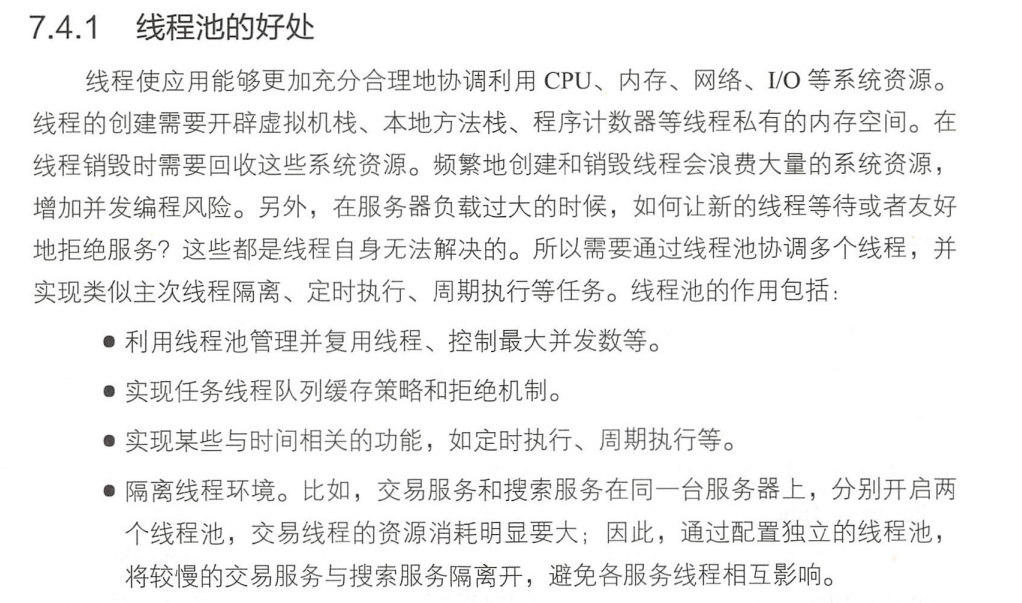 7.4.1 线程池的好处
线程使应用能够更加充分合理地协调利用 CPU、内存、网络、I/O 等系统资源。
线程的创建需要开辟虚拟机栈、本地方法栈、程序计数器等线程私有的内存空间。在
线程销毁时需要回收这些系统资源。频繁地创建和销毁线程会浪费大量的系统资源，
增加并发编程风险。另外，在服务器负载过大的时候，如何让新的线程等待或者友好
地拒绝服务？这些都是线程自身无法解决的。所以需要通过线程池协调多个线程，并
实现类似主次线程隔离、定时执行、周期执行等任务。线程池的作用包括：
● 利用线程池管理并复用线程、控制最大并发数等。
● 实现任务线程队列缓存策略和拒绝机制。
● 实现某些与时间相关的功能，如定时执行、周期执行等。
● 隔离线程环境。比如，交易服务和搜索服务在同一台服务器上，分别开启两
个线程池，交易线程的资源消耗明显要大；因此，通过配置独立的线程池，
将较慢的交易服务与搜索服务隔离开，避免各服务线程相互影响。